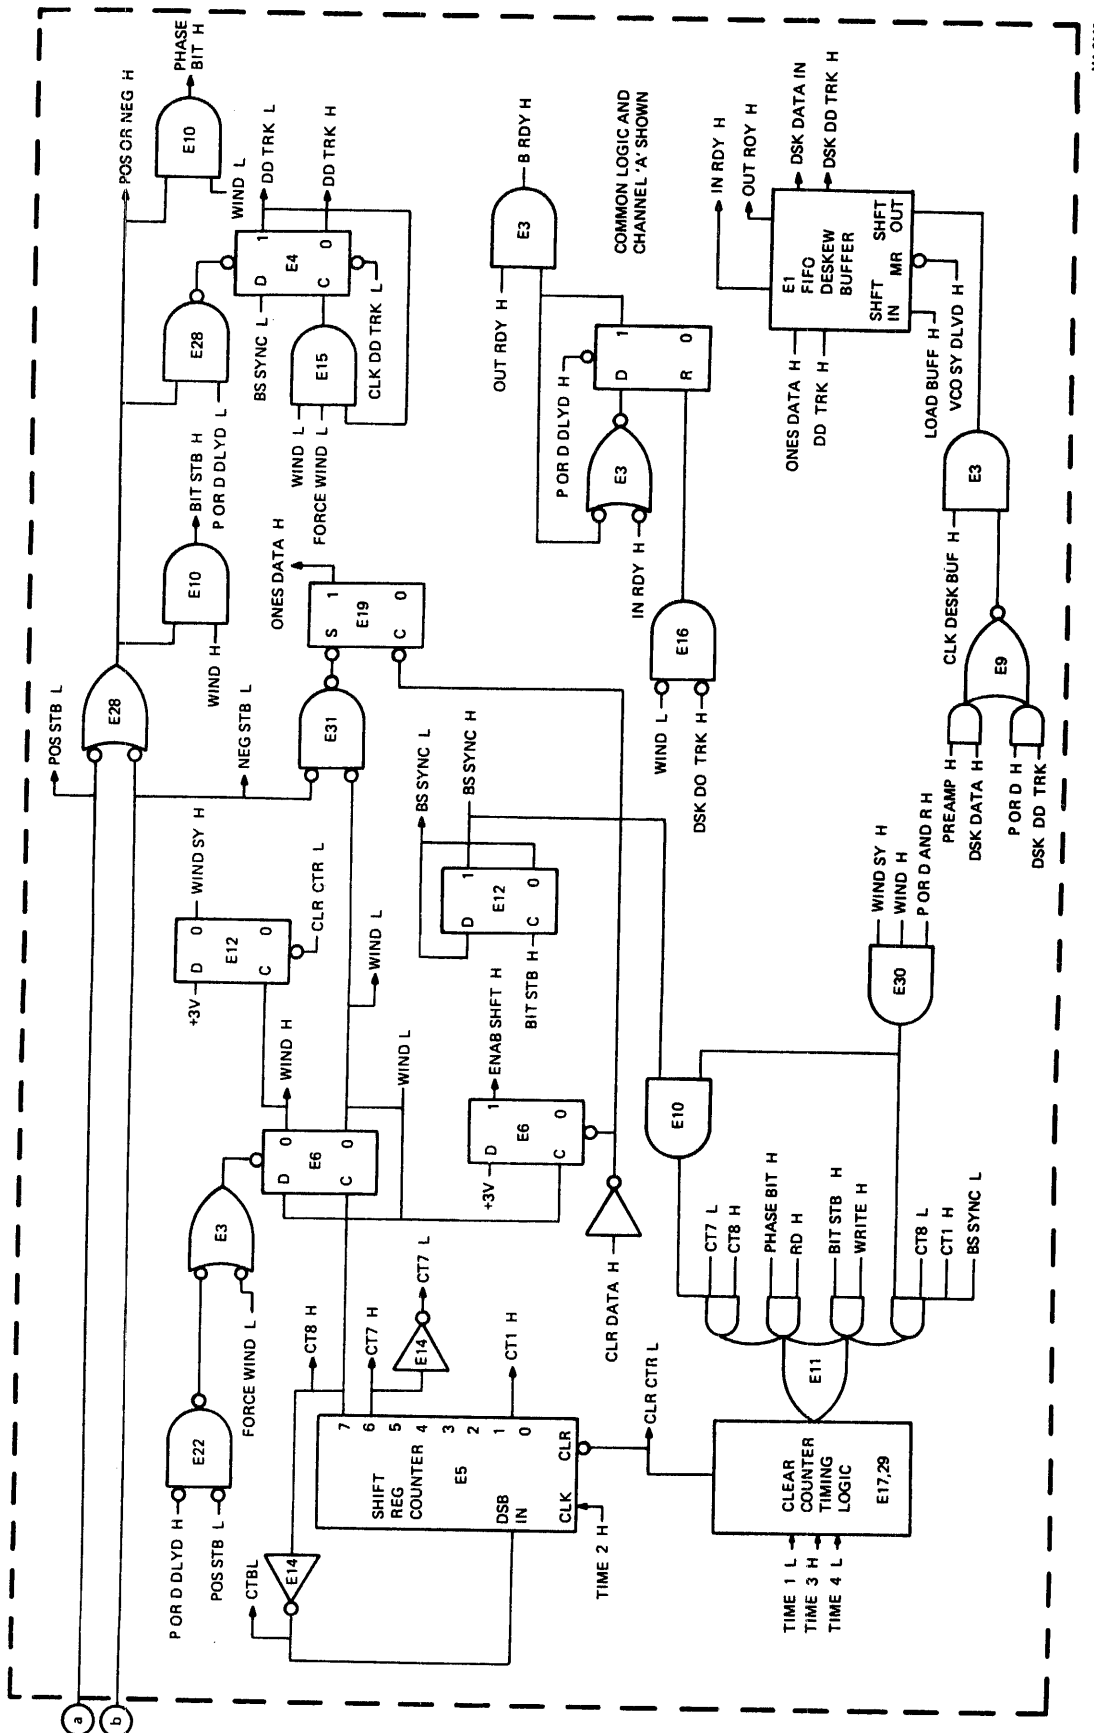 a
b
POS STB L
E28
POS OR NEG H
PHASE
BIT H
E10
WIND L
E10
BIT STB H
WIND H
E28
P OR D DLYD L
BS SYNC L
D
1
E4
C
0
DD TRK L
DD TRK H
WIND L
FORCE WIND L
E15
CLK DD TRK L
NEG STB L
E31
S
1
E19
C
0
ONES DATA H
+3V
D
0
E12
C
0
WIND SY H
CLR CTR L
P OR D DLYD H
POS STB L
E22
FORCE WIND L
E3
D
0
E6
C
0
WIND H
WIND L
WIND L
BS SYNC L
BS SYNC H
D
1
E12
C
0
BIT STB H
+3V
D
1
E6
C
0
ENAB SHFT H
CLR DATA H
CTBL
E14
CT8 H
CT7 H
E14
CT7 L
CT1 H
SHIFT
REG
COUNTER
E5
7
6
5
4
3
2
1
0
DSB
IN
CLK
CLR
TIME 2 H
CLR CTR L
TIME 1 L
TIME 3 H
TIME 4 L
CLEAR
COUNTER
TIMING
LOGIC
E17,29
E11
CT7 L
CT8 H
PHASE BIT H
RD H
BIT STB H
WRITE H
CT8 L
CT1 H
BS SYNC L
E10
E30
WIND SY H
WIND H
P OR D AND R H
WIND L
DSK DO TRK H
E16
IN RDY H
E3
P OR D DLYD H
D
1
R
0
OUT RDY H
E3
B RDY H
COMMON LOGIC AND
CHANNEL 'A' SHOWN
PREAMP H
DSK DATA H
P OR D H
DSK DD TRK
E9
CLK DESK BUF H
E3
ONES DATA H
DD TRK H
LOAD BUFF H
VCO SY DLVD H
E1
FIFO
DESKEW
BUFFER
SHFT
IN
MR
SHFT
OUT
IN RDY H
OUT ROY H
DSK DATA IN
DSK DD TRK H